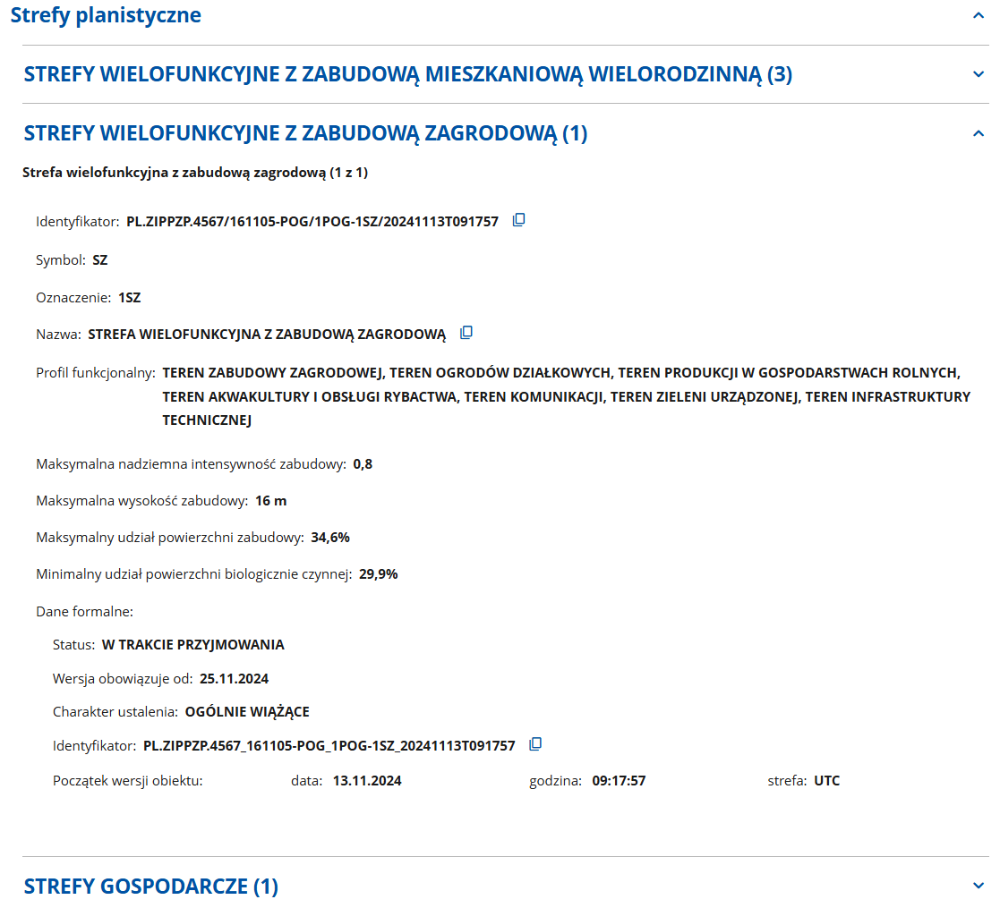 Strefy planistyczne
STREFY WIELOFUNKCYJNE Z ZABUDOWĄ MIESZKANIOWĄ WIELORODZINNĄ (3)
STREFY WIELOFUNKCYJNE Z ZABUDOWĄ ZAGRODOWĄ (1)
Strefa wielofunkcyjna z zabudową zagrodową (1 z 1)
Identyfikator: PL.ZIPPZP.4567/161105-POG/1POG-1SZ/20241113T091757
Symbol: SZ
Oznaczenie: 1SZ
Nazwa: STREFA WIELOFUNKCYJNA Z ZABUDOWĄ ZAGRODOWĄ
Profil funkcjonalny: TEREN ZABUDOWY ZAGRODOWEJ, TEREN OGRODÓW DZIAŁKOWYCH, TEREN PRODUKCJI W GOSPODARSTWACH ROLNYCH,
TEREN AKWAKULTURY I OBSŁUGI RYBACTWA, TEREN KOMUNIKACJI, TEREN ZIELENI URZĄDZONEJ, TEREN INFRASTRUKTURY
TECHNICZNEJ
Maksymalna nadziemna intensywność zabudowy: 0,8
Maksymalna wysokość zabudowy: 16 m
Maksymalny udział powierzchni zabudowy: 34,6%
Minimalny udział powierzchni biologicznie czynnej: 29,9%
Dane formalne:
Status: W TRAKCIE PRZYJMOWANIA
Wersja obowiązuje od: 25.11.2024
Charakter ustalenia: OGÓLNIE WIĄŻĄCE
Identyfikator: PL.ZIPPZP.4567_161105-POG_1POG-1SZ_20241113T091757
Początek wersji obiektu: data: 13.11.2024 godzina: 09:17:57 strefa: UTC
STREFY GOSPODARCZE (1)